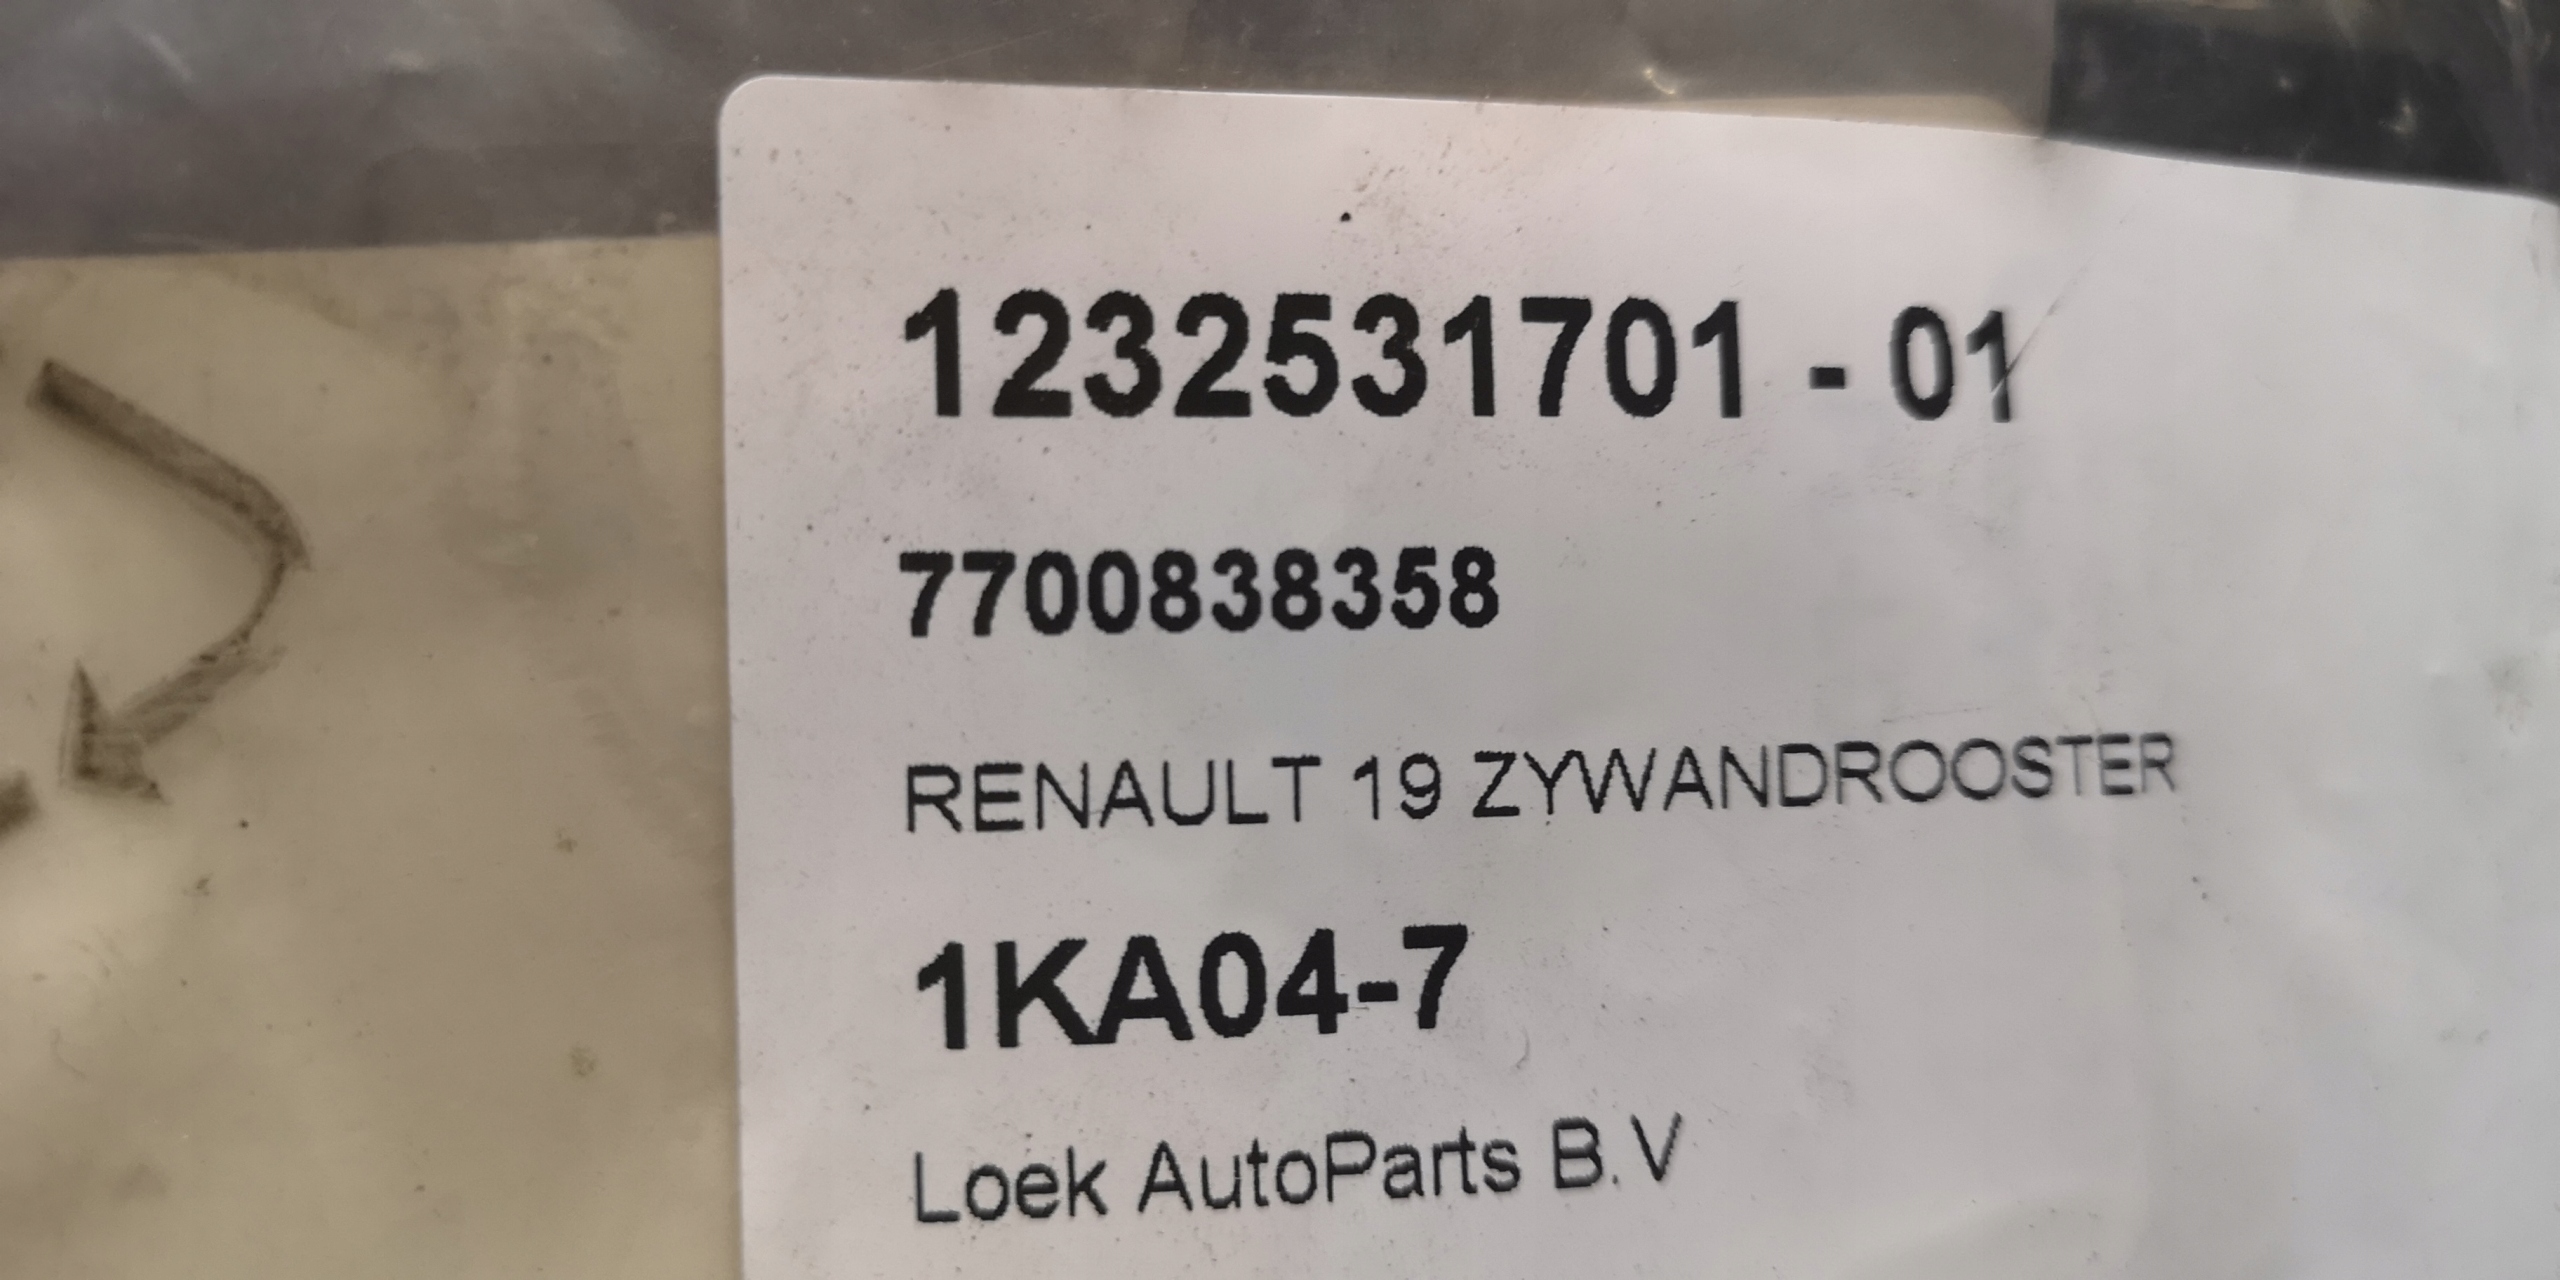 1232531701 - 01
7700838358
RENAULT 19 ZYWANDROOSTER
1KA04-7
Loek AutoParts B.V